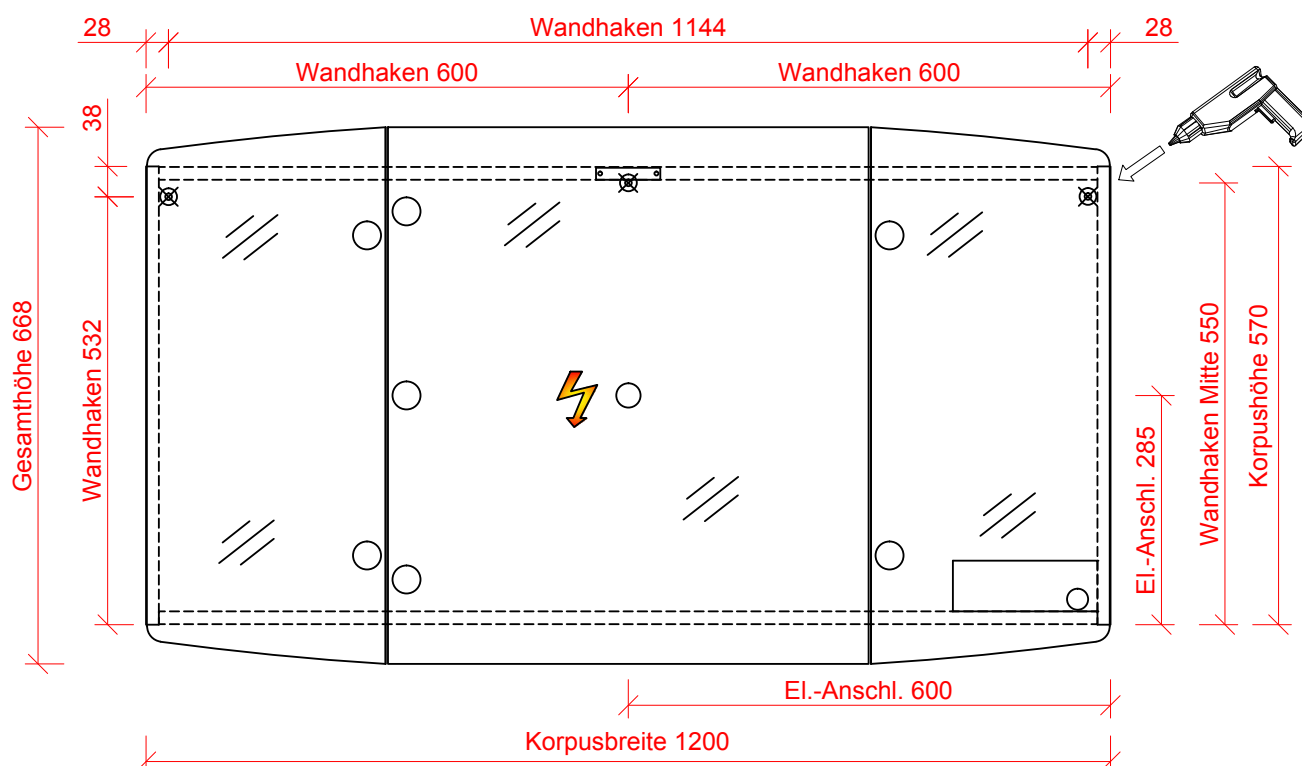 28
Wandhaken 1144
28
Wandhaken 600
Wandhaken 600
38
Gesamthöhe 668
Wandhaken 532
El.-Anschl. 285
Wandhaken Mitte 550
Korpushöhe 570
El.-Anschl. 600
Korpusbreite 1200